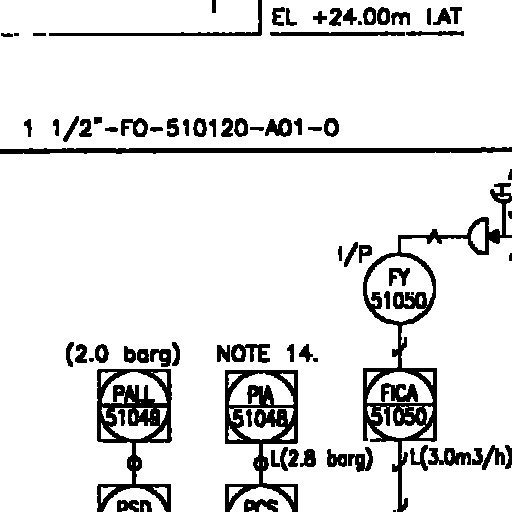 EL +24.00m LAT
1 1/2"-FO-510120-A01-O
I/P
FY
51050
(2.0 barg)
NOTE 14.
PALL
51048
PIA
51048
FICA
51050
L(2.8 barg)
L(3.0m3/h)
PSD
PCS